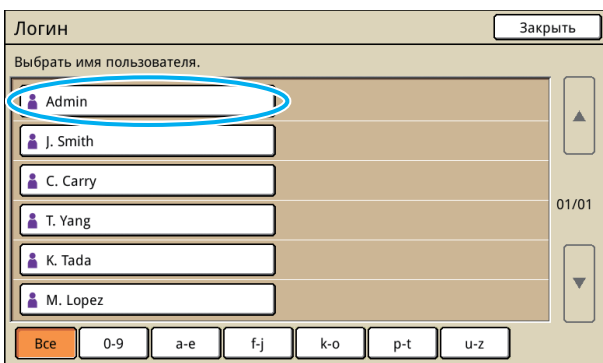 Логин
Закрыть
Выбрать имя пользователя.
Admin
J. Smith
C. Carry
T. Yang
01/01
K. Tada
M. Lopez
Все 0-9 a-e f-j k-o p-t u-z